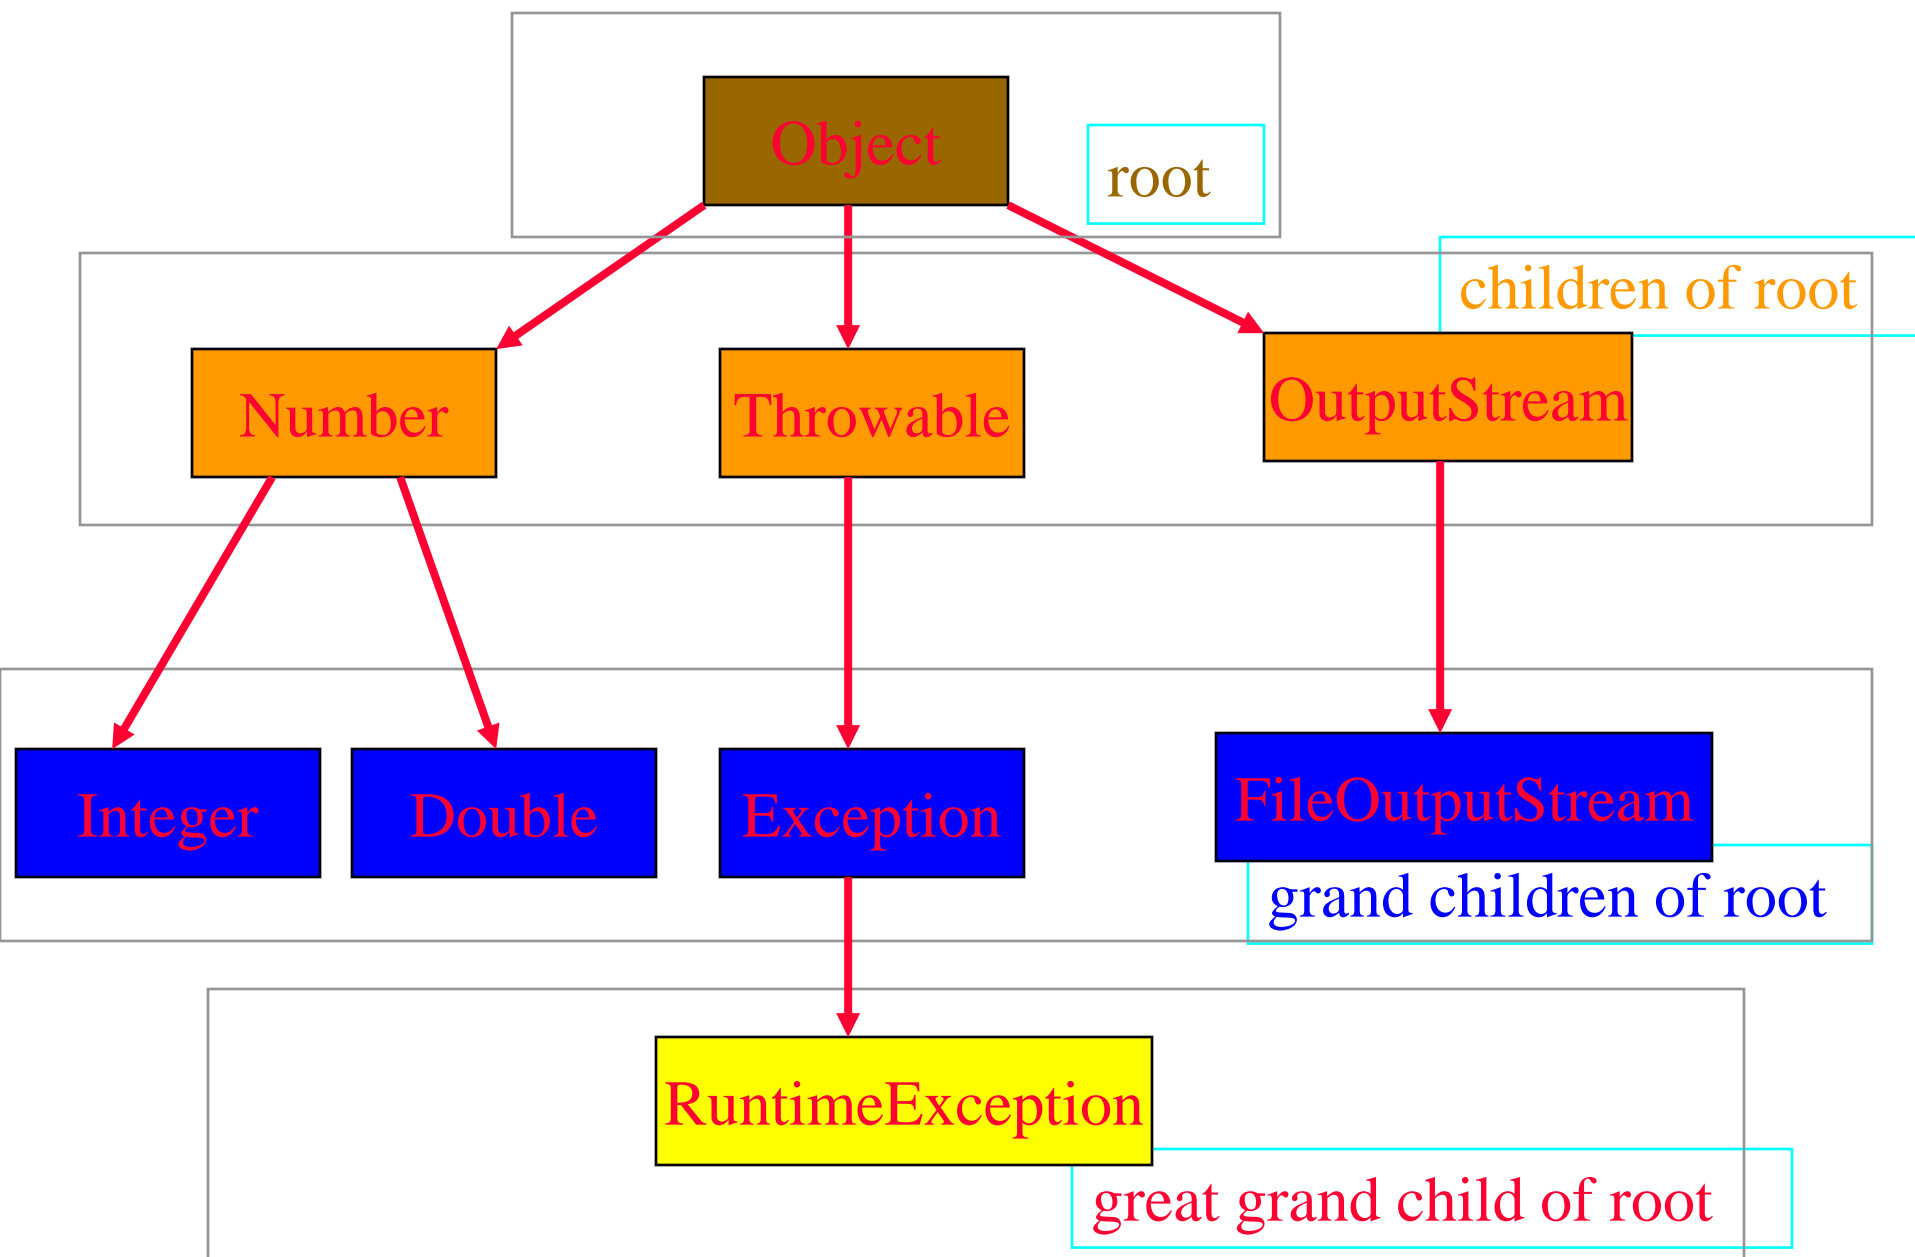 Object
root
children of root
Number
Throwable
OutputStream
Integer
Double
Exception
FileOutputStream
grand children of root
RuntimeException
great grand child of root